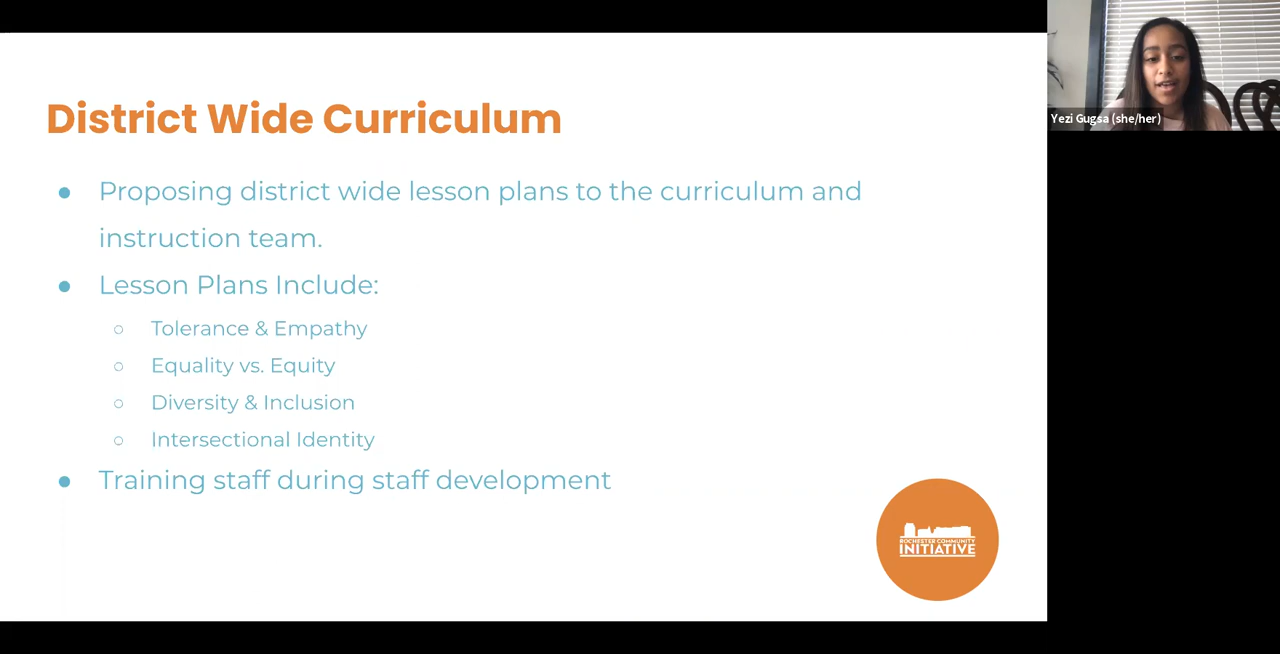 District Wide Curriculum
● Proposing district wide lesson plans to the curriculum and
instruction team.
● Lesson Plans Include:
○ Tolerance & Empathy
○ Equality vs. Equity
○ Diversity & Inclusion
○ Intersectional Identity
● Training staff during staff development
ROCHESTER COMMUNITY
INITIATIVE
Yezi Gugsa (she/her)